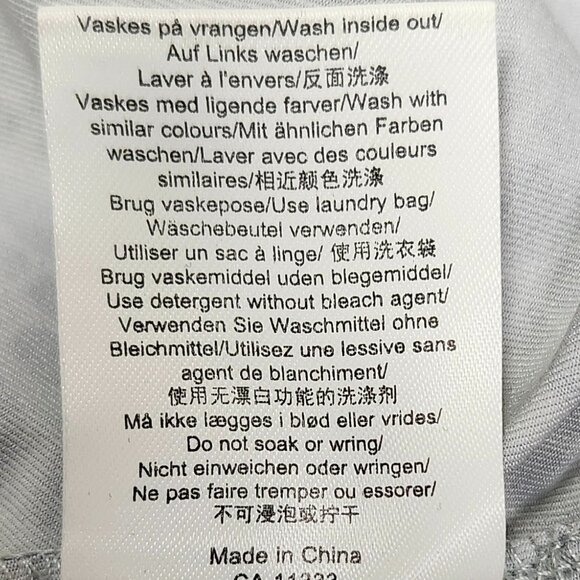 Vaskes på vrangen/Wash inside out/
Auf Links waschen/
Laver à l'envers/反面洗涤
Vaskes med ligende farver/Wash with
similar colours/Mit ähnlichen Farben
waschen/Laver avec des couleurs
similaires/相近颜色洗涤
Brug vaskepose/Use laundry bag/
Wäschebeutel verwenden/
Utiliser un sac à linge/ 使用洗衣袋
Brug vaskemiddel uden blegemiddel/
Use detergent without bleach agent/
Verwenden Sie Waschmittel ohne
Bleichmittel/Utilisez une lessive sans
agent de blanchiment/
使用无漂白功能的洗涤剂
Må ikke lægges i blød eller vrides/
Do not soak or wring/
Nicht einweichen oder wringen/
Ne pas faire tremper ou essorer/
不可漫泡或拧干
Made in China
CA 11333